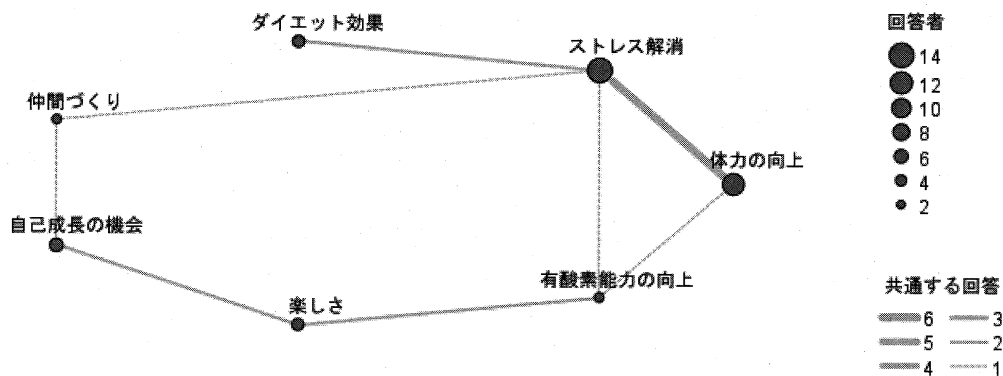 ダイエット効果
ストレス解消
仲間づくり
体力の向上
自己成長の機会
有酸素能力の向上
楽しさ
回答者
14
12
10
8
6
4
2
共通する回答
6 3
5 2
4 1